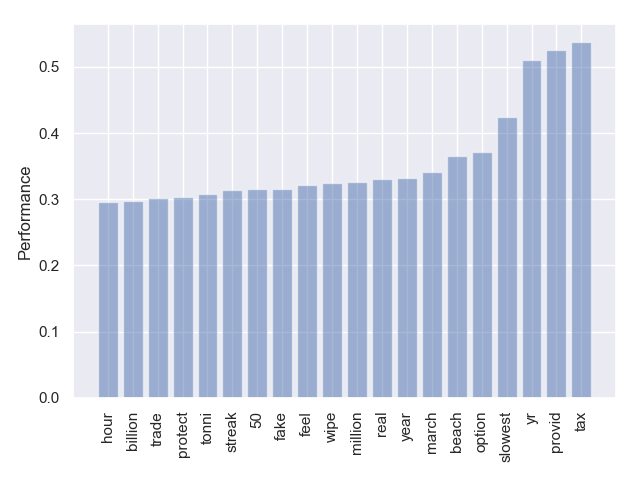 0.5
0.4
0.3
0.2
0.1
0.0
Performance
hour
billion
trade
protect
tonni
streak
50
fake
feel
wipe
million
real
year
march
beach
option
slowest
yr
provid
tax